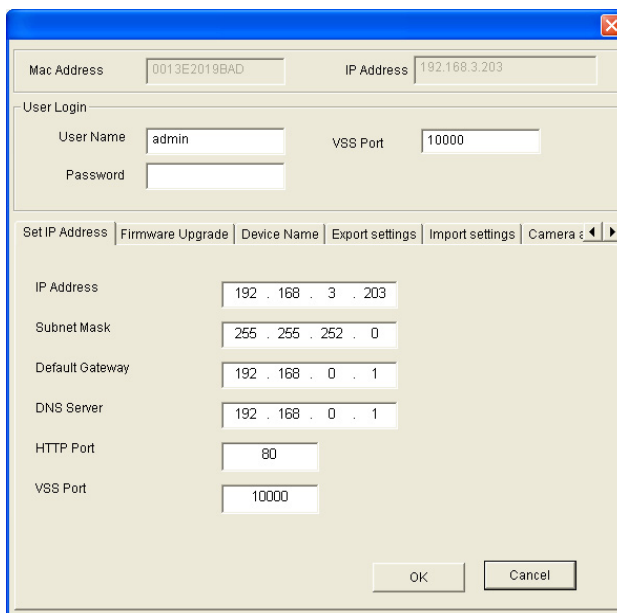 Mac Address 0013E2019BAD IP Address 192.168.3.203
User Login
User Name admin VSS Port 10000
Password
Set IP Address Firmware Upgrade Device Name Export settings Import settings Camera
IP Address 192 . 168 . 3 . 203
Subnet Mask 255 . 255 . 252 . 0
Default Gateway 192 . 168 . 0 . 1
DNS Server 192 . 168 . 0 . 1
HTTP Port 80
VSS Port 10000
OK Cancel